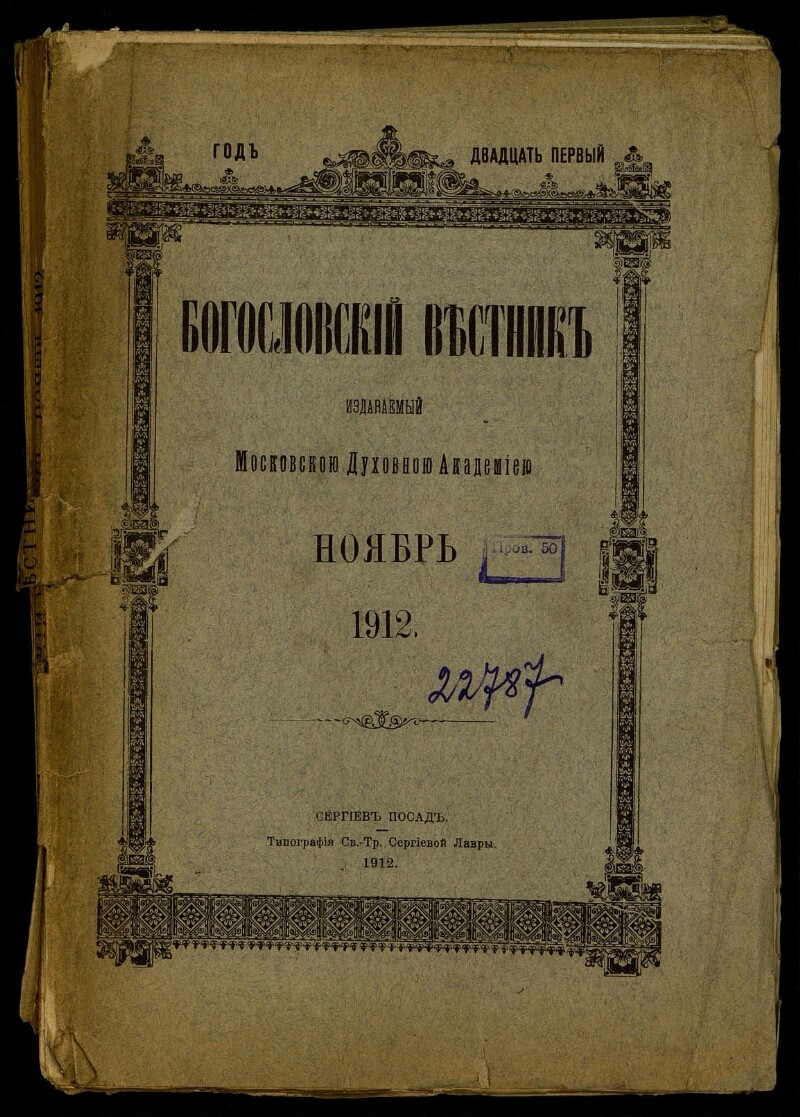 ГОДЪ ДВАДЦАТЬ ПЕРВЫЙ
БОГОСЛОВСКІЙ ВѢСТНИКЪ
ИЗДАВАЕМЫЙ
Московскою Духовною Академіею
НОЯБРЬ
Пров. 50
1912.
22787
СЕРГІЕВЪ ПОСАДЪ.
Типографія Св.-Тр. Сергіевой Лавры.
1912.